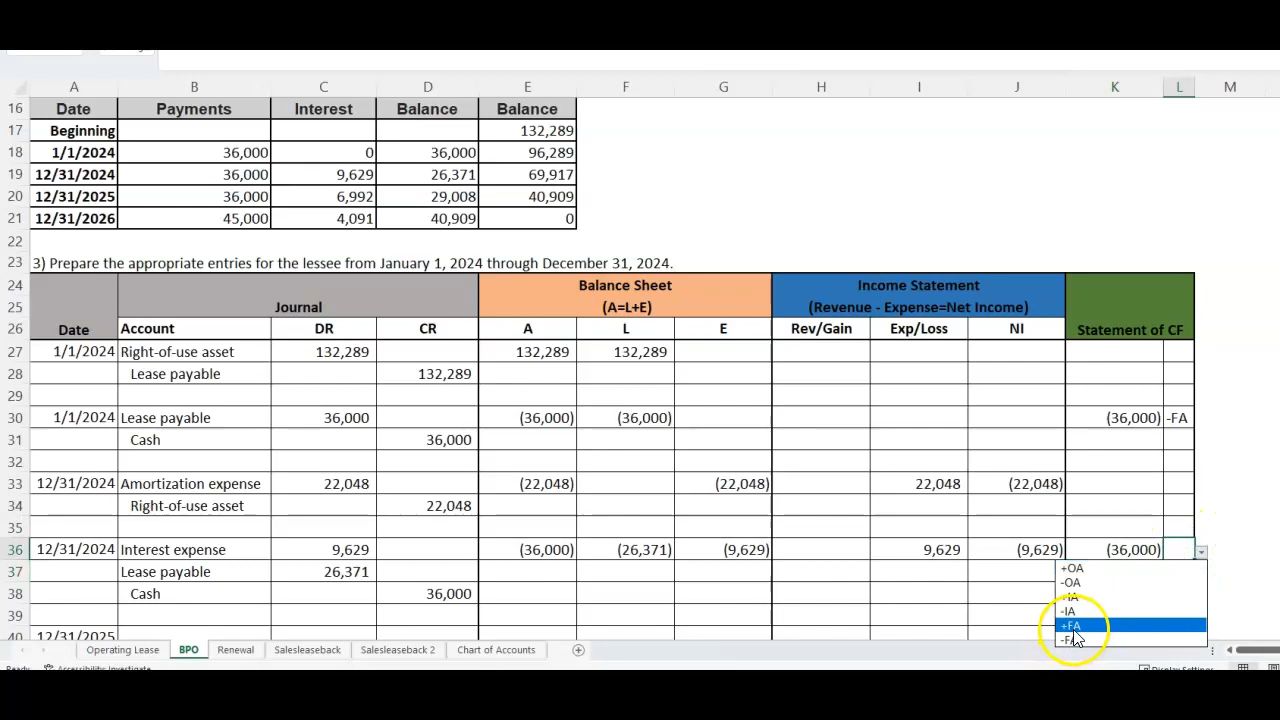 A B C D E F G H I J K L M
16 Date Payments Interest Balance Balance
17 Beginning 132,289
18 1/1/2024 36,000 0 36,000 96,289
19 12/31/2024 36,000 9,629 26,371 69,917
20 12/31/2025 36,000 6,992 29,008 40,909
21 12/31/2026 45,000 4,091 40,909 0
22
23 3) Prepare the appropriate entries for the lessee from January 1, 2024 through December 31, 2024.
24 Balance Sheet Income Statement
25 Journal (A=L+E) (Revenue - Expense=Net Income)
26 Date Account DR CR A L E Rev/Gain Exp/Loss NI Statement of CF
27 1/1/2024 Right-of-use asset 132,289 132,289 132,289
28 Lease payable 132,289
29
30 1/1/2024 Lease payable 36,000 (36,000) (36,000) (36,000) -FA
31 Cash 36,000
32
33 12/31/2024 Amortization expense 22,048 (22,048) (22,048) 22,048 (22,048)
34 Right-of-use asset 22,048
35
36 12/31/2024 Interest expense 9,629 (36,000) (26,371) (9,629) 9,629 (9,629) (36,000)
37 Lease payable 26,371
38 Cash 36,000
39
40 12/31/2025
+OA
-OA
+IA
-IA
+FA
-FA
Operating Lease BPO Renewal Salesleaseback Salesleaseback 2 Chart of Accounts